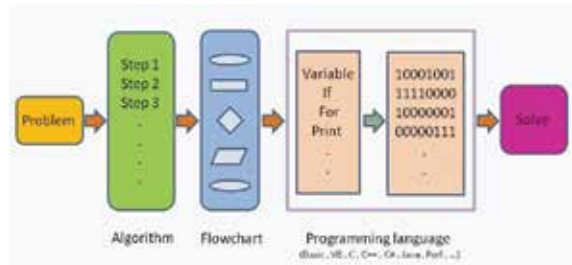 Problem
Step 1
Step 2
Step 3
.
.
.
.
Variable
If
For
Print
.
.
10001001
11110000
10000001
00000111
.
.
Solve
Algorithm
Flowchart
Programming language
(Basic, VB, C, C++, C#, Java, Perl, ...)